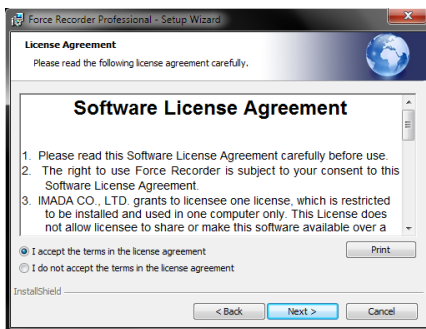 Force Recorder Professional - Setup Wizard
License Agreement
Please read the following license agreement carefully.
Software License Agreement
1. Please read this Software License Agreement carefully before use.
2. The right to use Force Recorder is subject to your consent to this
Software License Agreement.
3. IMADA CO., LTD. grants to licensee one license, which is restricted
to be installed and used in one computer only. This License does
not allow licensee to share or make this software available over a
I accept the terms in the license agreement
Print
I do not accept the terms in the license agreement
InstallShield
< Back
Next >
Cancel